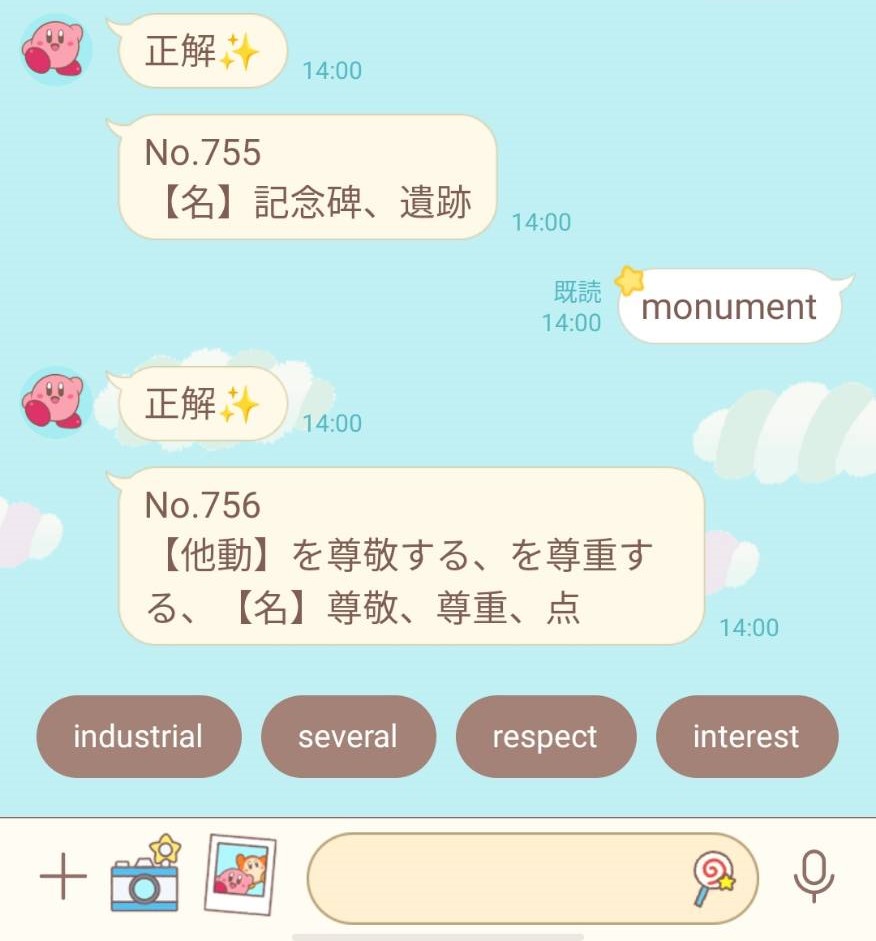 正解✨
14:00
No.755
【名】記念碑、遺跡
14:00
既読
14:00
monument
正解✨
14:00
No.756
【他動】を尊敬する、を尊重す
る、【名】尊敬、尊重、点
14:00
industrial
several
respect
interest